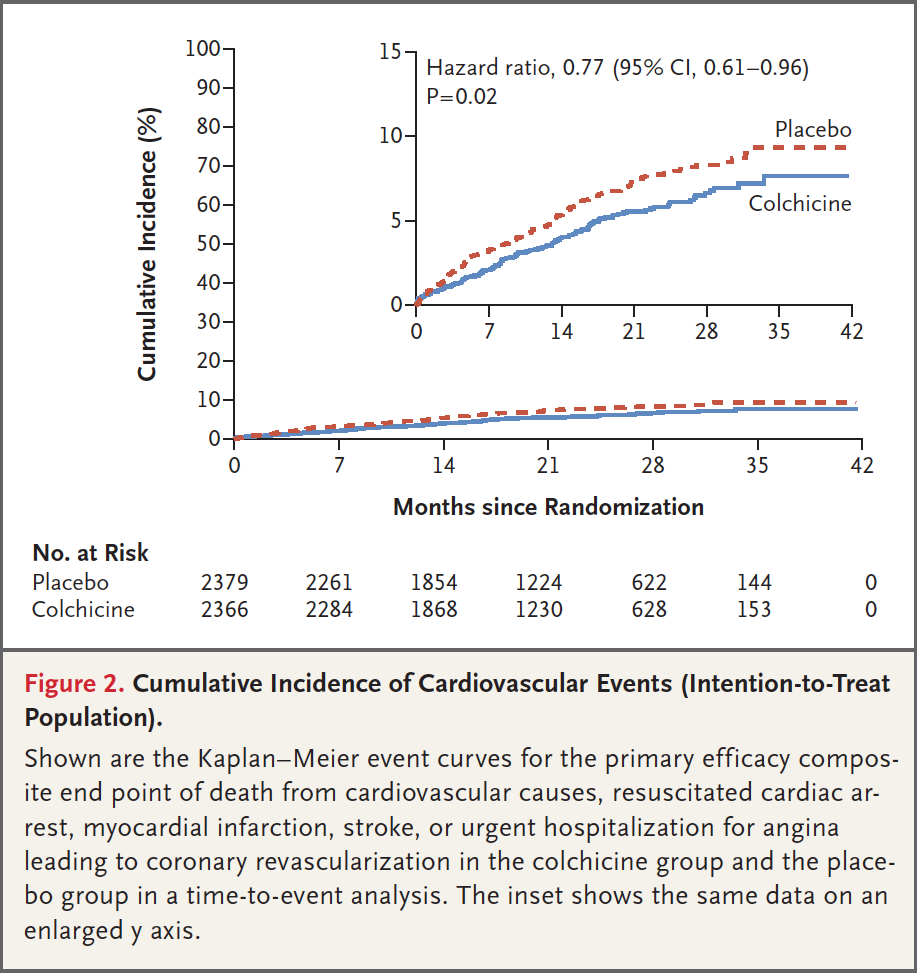 100
90
80
70
60
50
40
30
20
10
0
Cumulative Incidence (%)
15
10
5
0
Hazard ratio, 0.77 (95% CI, 0.61–0.96)
P=0.02
Placebo
Colchicine
0 7 14 21 28 35 42
0 7 14 21 28 35 42
Months since Randomization
No. at Risk
Placebo 2379 2261 1854 1224 622 144 0
Colchicine 2366 2284 1868 1230 628 153 0
Figure 2. Cumulative Incidence of Cardiovascular Events (Intention-to-Treat
Population).
Shown are the Kaplan–Meier event curves for the primary efficacy compos-
ite end point of death from cardiovascular causes, resuscitated cardiac ar-
rest, myocardial infarction, stroke, or urgent hospitalization for angina
leading to coronary revascularization in the colchicine group and the place-
bo group in a time-to-event analysis. The inset shows the same data on an
enlarged y axis.